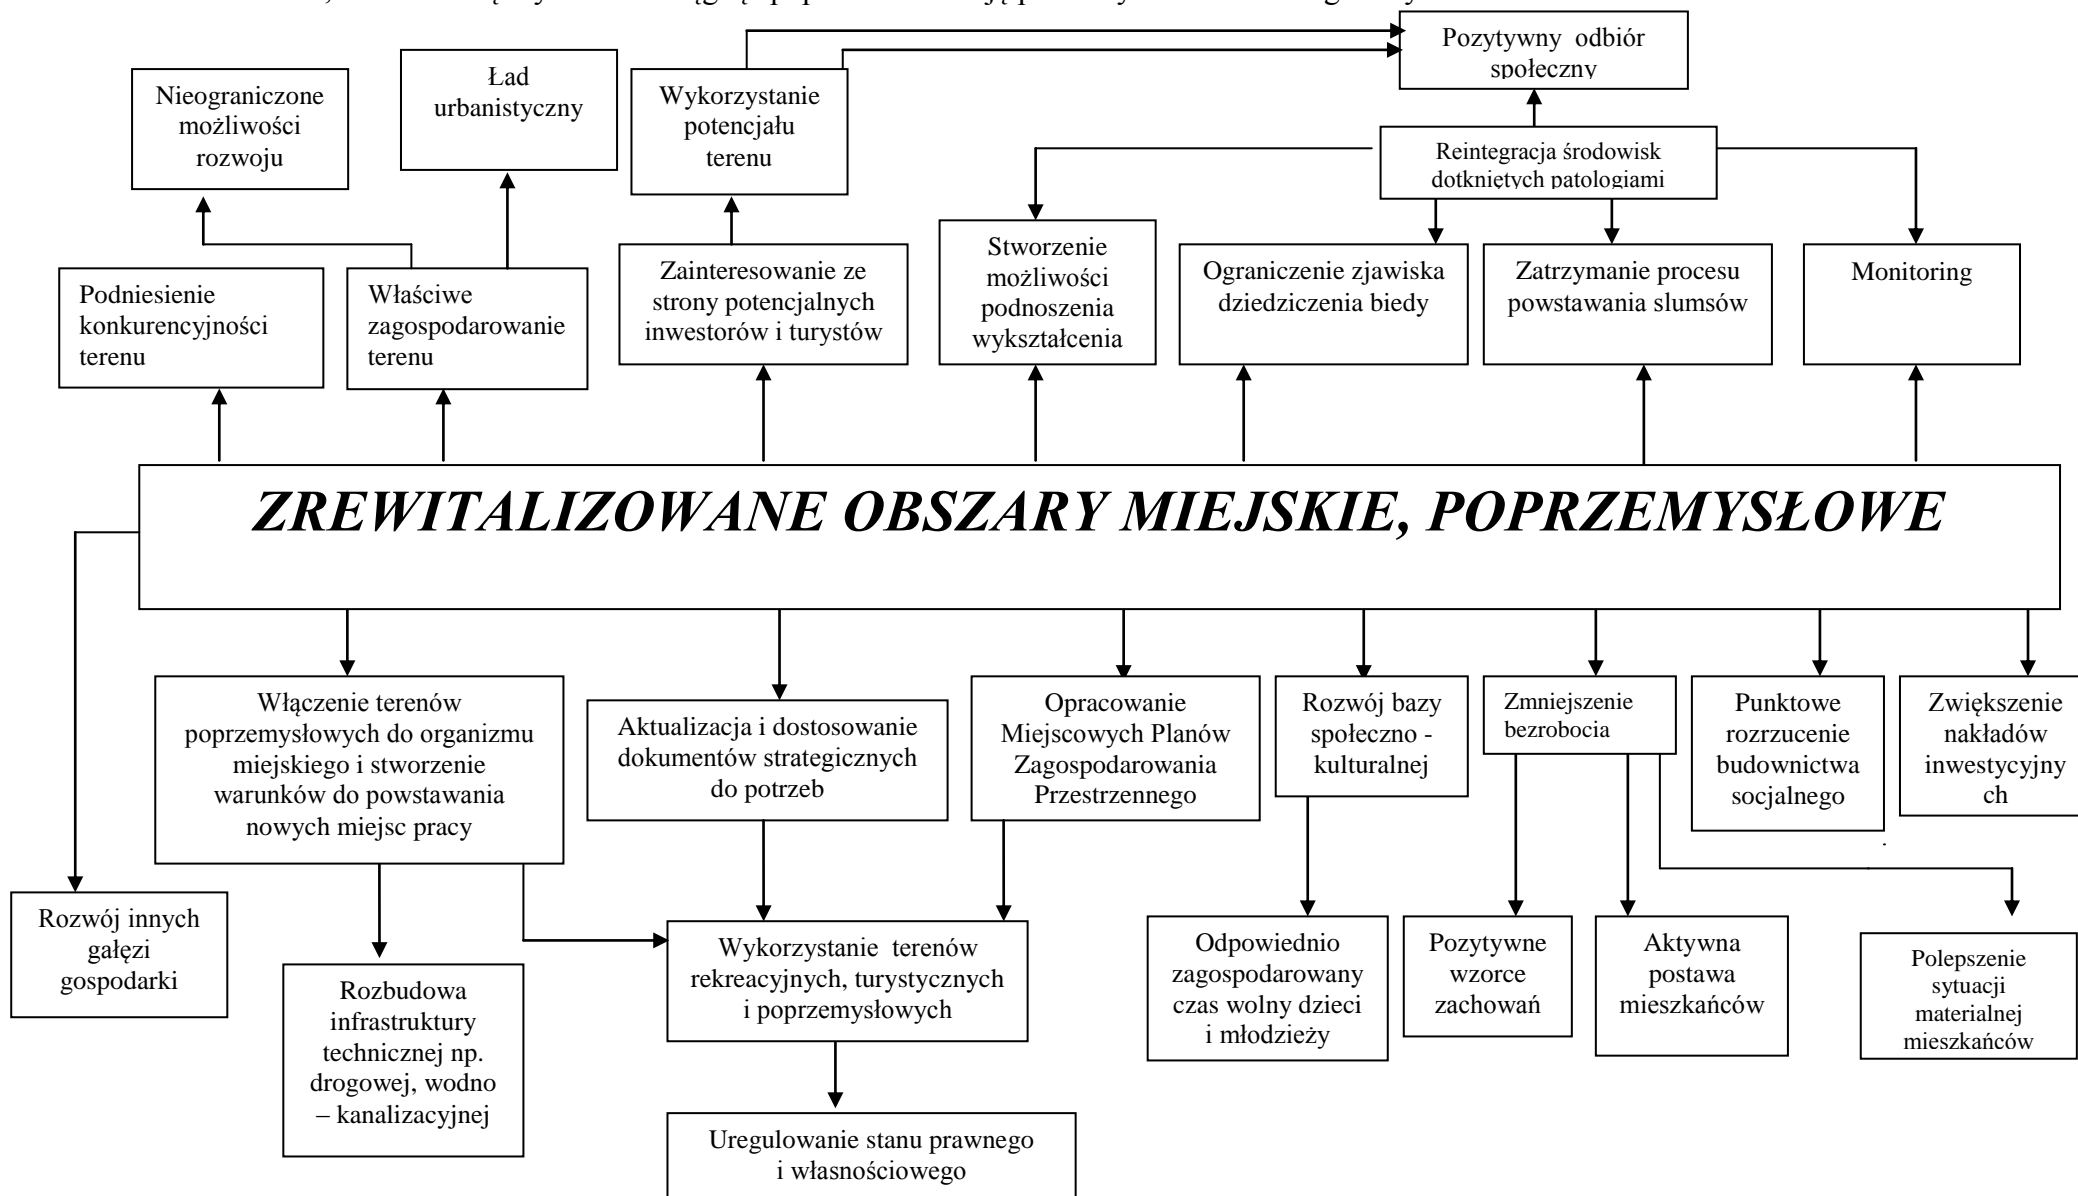 Pozytywny odbiór
społeczny
Ład
urbanistyczny
Nieograniczone
możliwości
rozwoju
Wykorzystanie
potencjału
terenu
Reintegracja środowisk
dotkniętych patologiami
Podniesienie
konkurencyjności
terenu
Właściwe
zagospodarowanie
terenu
Zainteresowanie ze
strony potencjalnych
inwestorów i turystów
Stworzenie
możliwości
podnoszenia
wykształcenia
Ograniczenie zjawiska
dziedziczenia biedy
Zatrzymanie procesu
powstawania slumsów
Monitoring
ZREWITALIZOWANE OBSZARY MIEJSKIE, POPRZEMYSŁOWE
Włączenie terenów
poprzemysłowych do organizmu
miejskiego i stworzenie
warunków do powstawania
nowych miejsc pracy
Aktualizacja i dostosowanie
dokumentów strategicznych
do potrzeb
Opracowanie
Miejscowych Planów
Zagospodarowania
Przestrzennego
Rozwój bazy
społeczno -
kulturalnej
Zmniejszenie
bezrobocia
Punktowe
rozrzucenie
budownictwa
socjalnego
Zwiększenie
nakładów
inwestycyjny
ch
Rozwój innych
gałęzi
gospodarki
Rozbudowa
infrastruktury
technicznej np.
drogowej, wodno
– kanalizacyjnej
Wykorzystanie terenów
rekreacyjnych, turystycznych
i poprzemysłowych
Odpowiednio
zagospodarowany
czas wolny dzieci
i młodzieży
Pozytywne
wzorce
zachowań
Aktywna
postawa
mieszkańców
Polepszenie
sytuacji
materialnej
mieszkańców
Uregulowanie stanu prawnego
i własnościowego